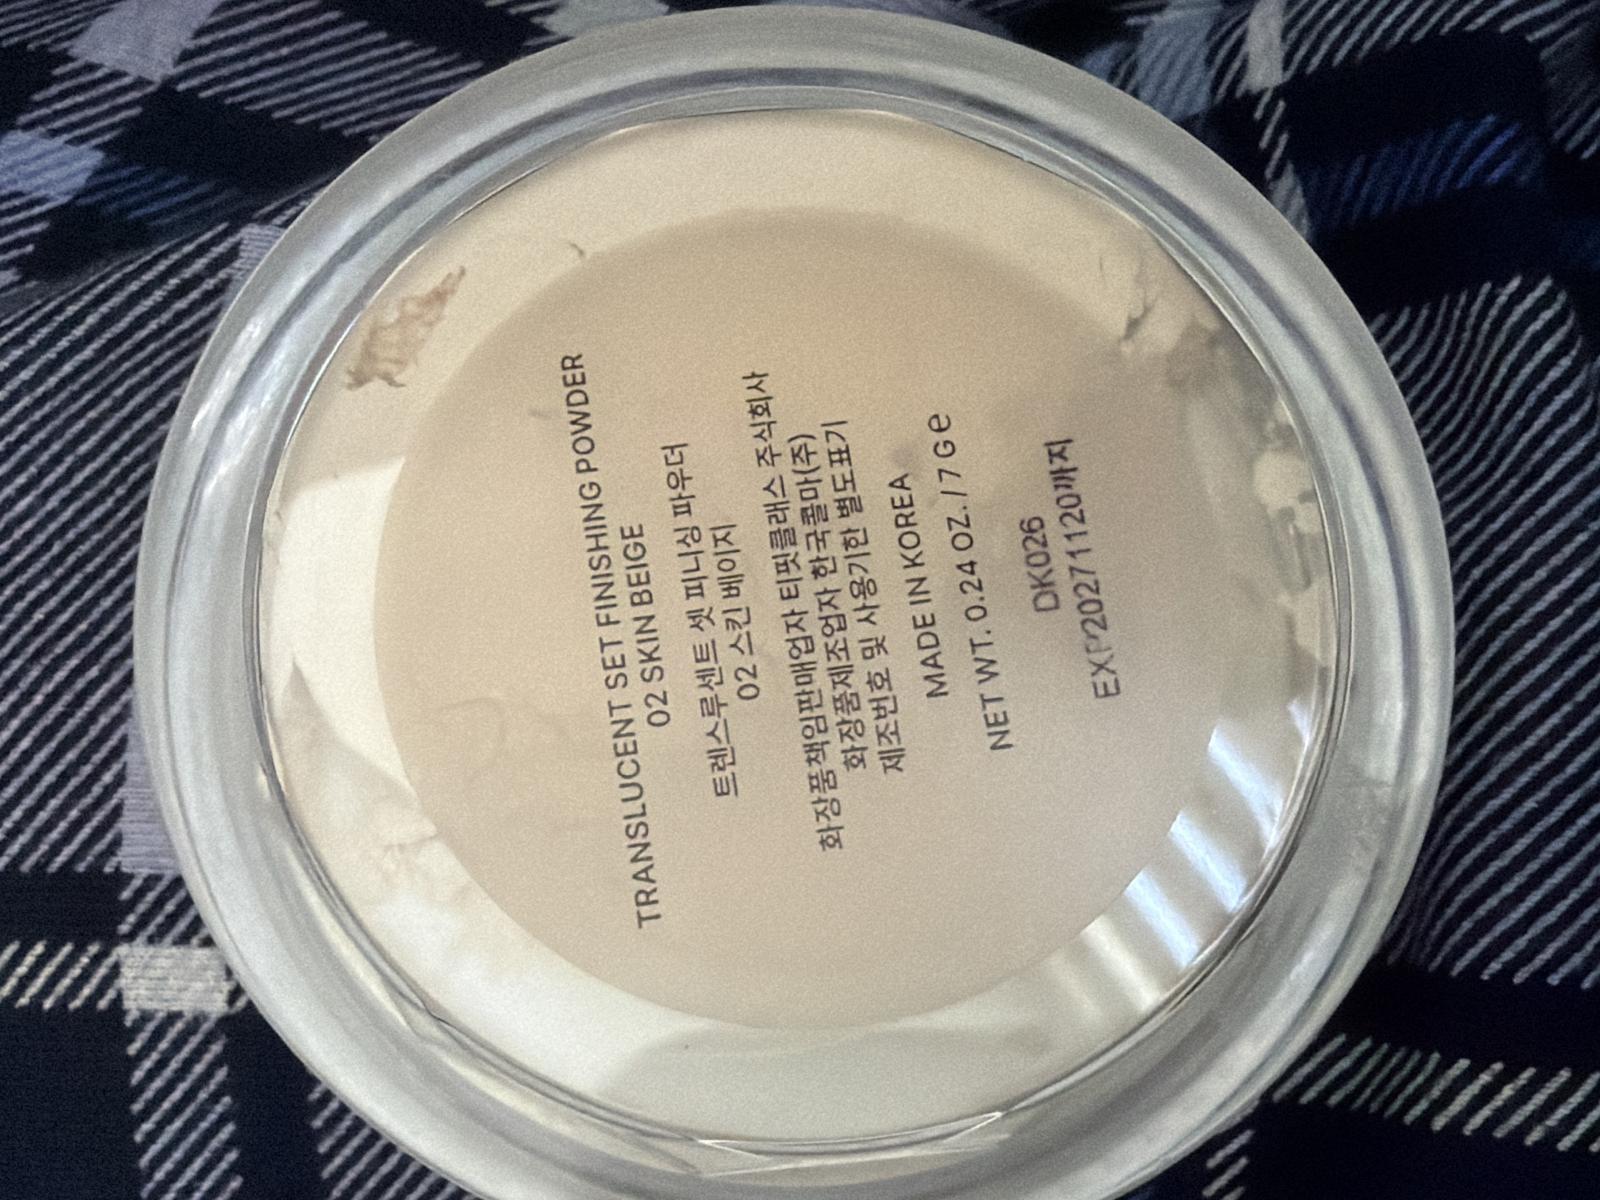 TRANSLUCENT SET FINISHING POWDER
02 SKIN BEIGE
트렌스루센트 셋 피니싱 파우더
02 스킨 베이지
화장품책임판매업자 티핏클래스 주식회사
화장품제조업자 한국콜마(주)
제조번호 및 사용기한 별도표기
MADE IN KOREA
NET WT. 0.24 OZ. / 7 G e
DK026
EXP20271120까지